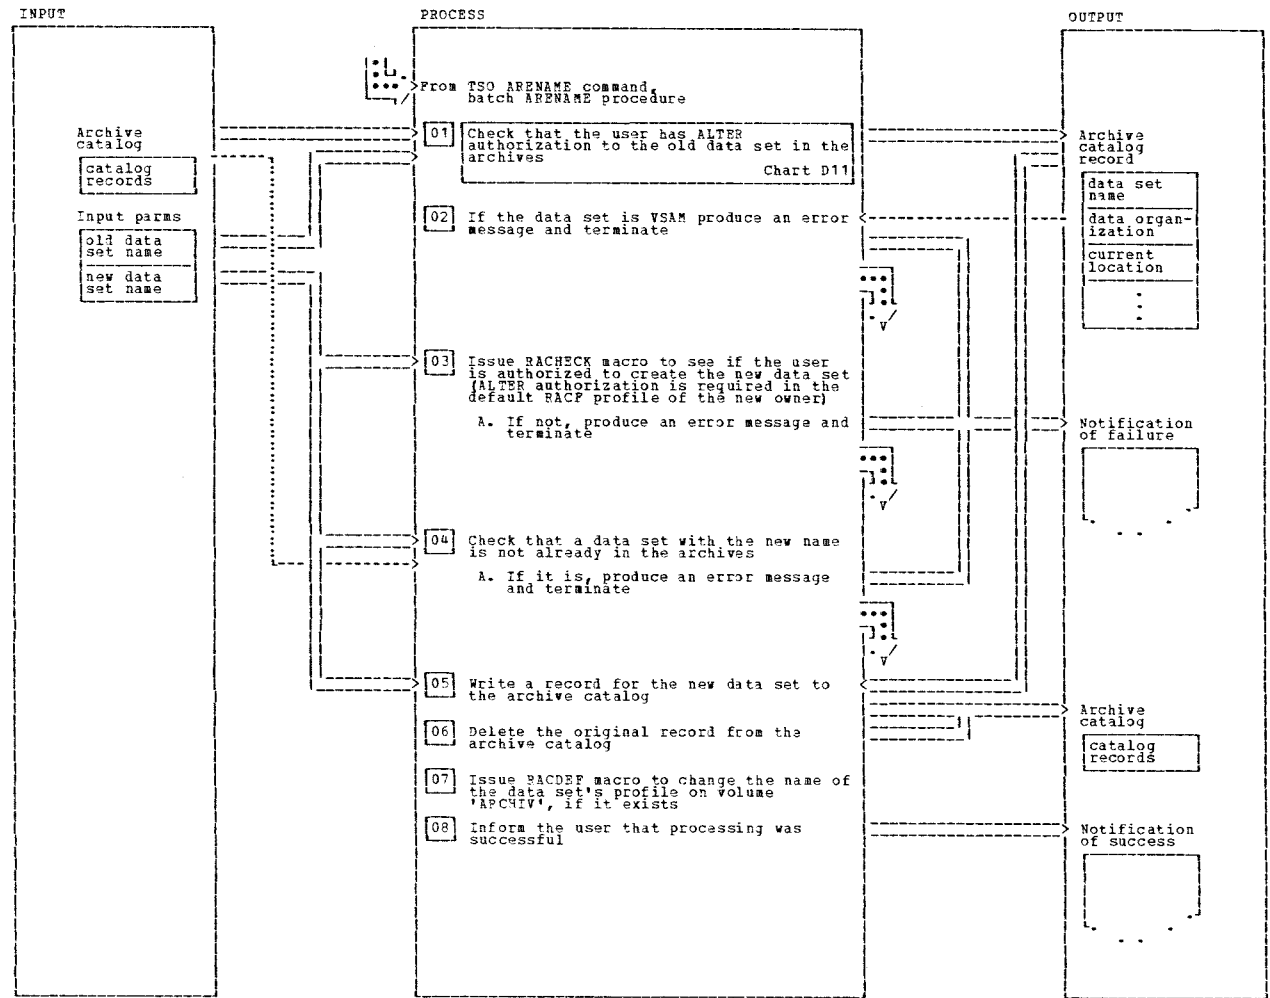 INPUT
Archive
catalog
catalog
records
Input parms
old data
set name
new data
set name
PROCESS
From TSO ARENAME command,
batch ARENAME procedure
01 Check that the user has ALTER
authorization to the old data set in the
archives
Chart D11
02 If the data set is VSAM produce an error
message and terminate
03 Issue RACHECK macro to see if the user
is authorized to create the new data set
(ALTER authorization is required in the
default RACF profile of the new owner)
A. If not, produce an error message and
terminate
04 Check that a data set with the new name
is not already in the archives
A. If it is, produce an error message
and terminate
05 Write a record for the new data set to
the archive catalog
06 Delete the original record from the
archive catalog
07 Issue RACDEF macro to change the name of
the data set's profile on volume
'ARCHIV', if it exists
08 Inform the user that processing was
successful
OUTPUT
Archive
catalog
record
data set
name
data organ-
ization
current
location
Notification
of failure
Archive
catalog
catalog
records
Notification
of success